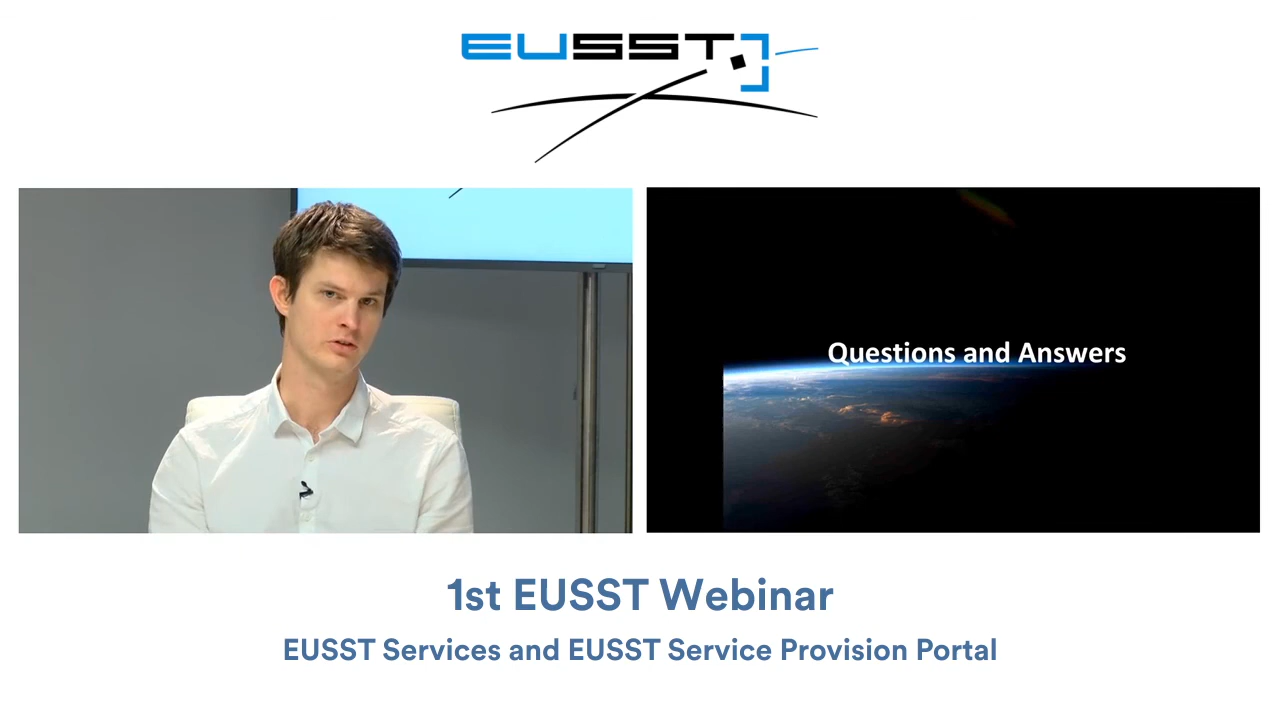 EUSST
Questions and Answers
1st EUSST Webinar
EUSST Services and EUSST Service Provision Portal